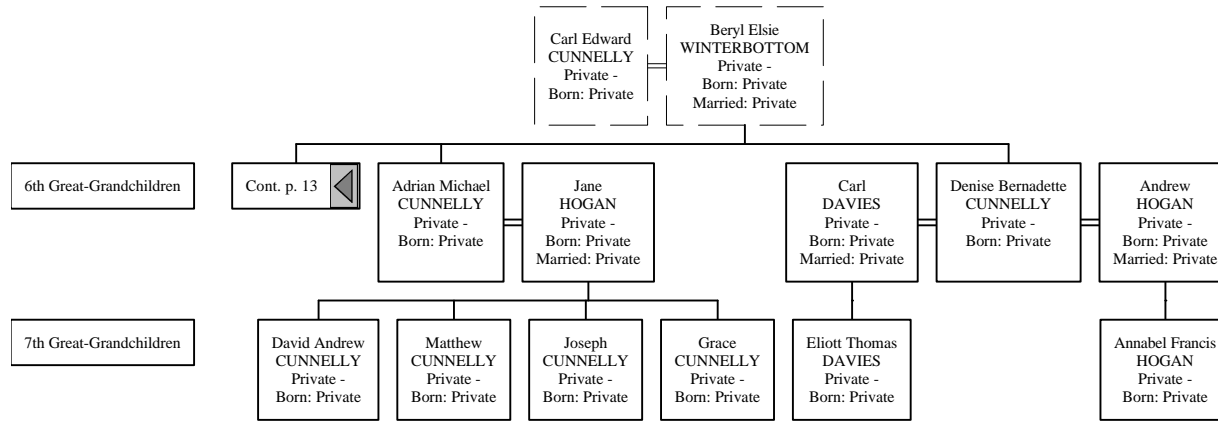 Carl Edward
CUNNELLY
Private -
Born: Private
Beryl Elsie
WINTERBOTTOM
Private -
Born: Private
Married: Private
6th Great-Grandchildren
Cont. p. 13
Adrian Michael
CUNNELLY
Private -
Born: Private
Jane
HOGAN
Private -
Born: Private
Married: Private
Carl
DAVIES
Private -
Born: Private
Married: Private
Denise Bernadette
CUNNELLY
Private -
Born: Private
Andrew
HOGAN
Private -
Born: Private
Married: Private
7th Great-Grandchildren
David Andrew
CUNNELLY
Private -
Born: Private
Matthew
CUNNELLY
Private -
Born: Private
Joseph
CUNNELLY
Private -
Born: Private
Grace
CUNNELLY
Private -
Born: Private
Eliott Thomas
DAVIES
Private -
Born: Private
Annabel Francis
HOGAN
Private -
Born: Private